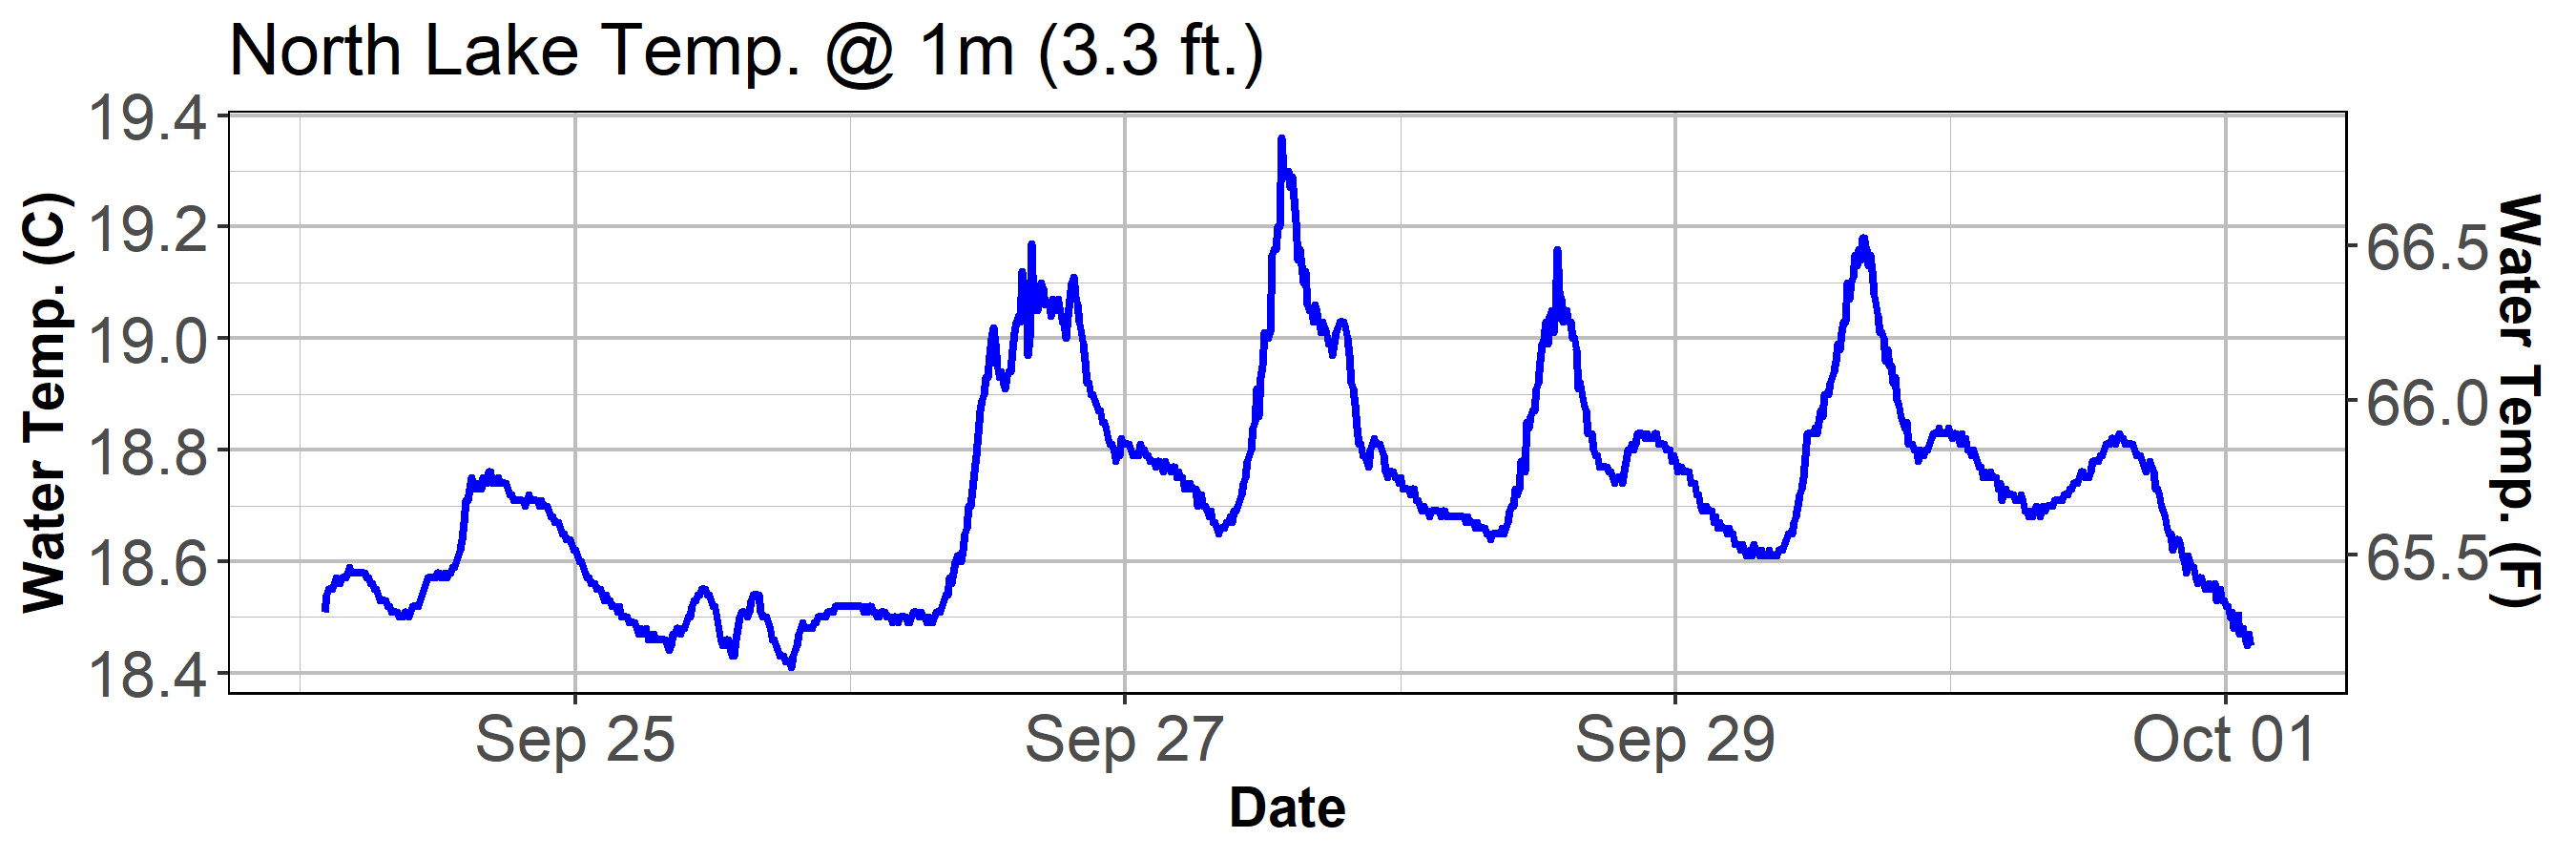 North Lake Temp. @ 1m (3.3 ft.)
Water Temp. (C)
19.4
19.2
19.0
18.8
18.6
18.4
66.5
66.0
65.5
Water Temp. (F)
Sep 25
Sep 27
Sep 29
Oct 01
Date